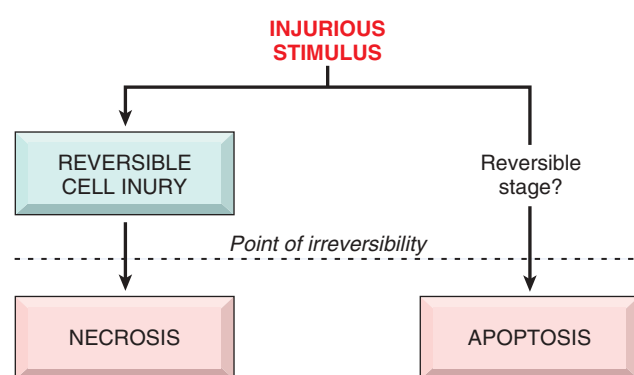 INJURIOUS
STIMULUS
REVERSIBLE
CELL INURY
Reversible
stage?
Point of irreversibility
NECROSIS
APOPTOSIS